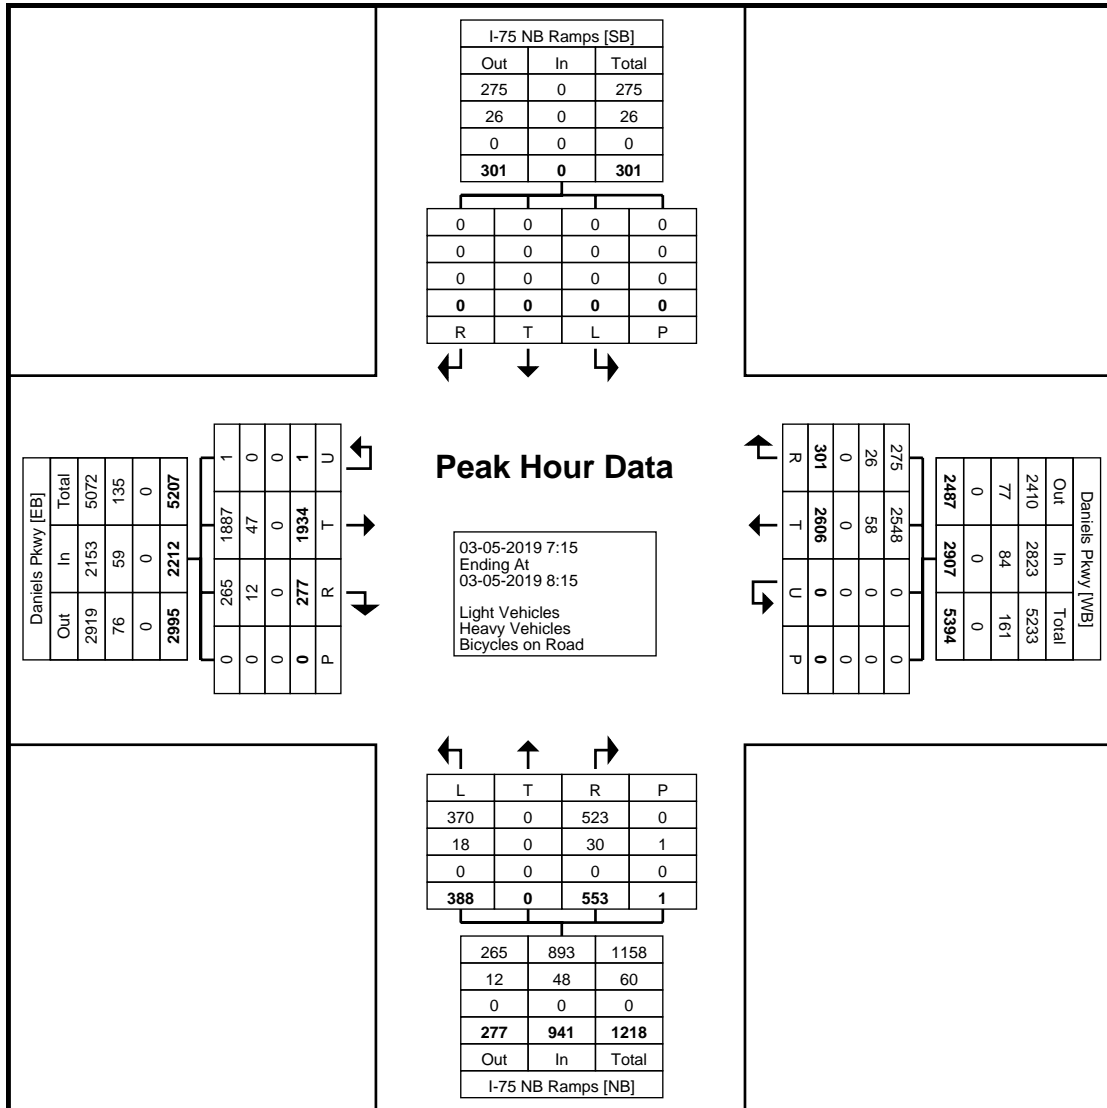 I-75 NB Ramps [SB]
Out In Total
275 0 275
26 0 26
0 0 0
301 0 301
0 0 0 0
0 0 0 0
0 0 0 0
0 0 0 0
R T L P
Daniels Pkwy [EB]
Total In Out
5072 2153 2919
135 59 76
0 0 0
5207 2212 2995
1 1887 265 0
0 47 12 0
0 0 0 0
1 1934 277 0
U T R P
Peak Hour Data
03-05-2019 7:15
Ending At
03-05-2019 8:15
Light Vehicles
Heavy Vehicles
Bicycles on Road
Daniels Pkwy [WB]
Out In Total
2410 2823 5233
77 84 161
0 0 0
2487 2907 5394
275 2548 0 0
26 58 0 0
0 0 0 0
301 2606 0 0
R T U P
L T R P
370 0 523 0
18 0 30 1
0 0 0 0
388 0 553 1
265 893 1158
12 48 60
0 0 0
277 941 1218
Out In Total
I-75 NB Ramps [NB]